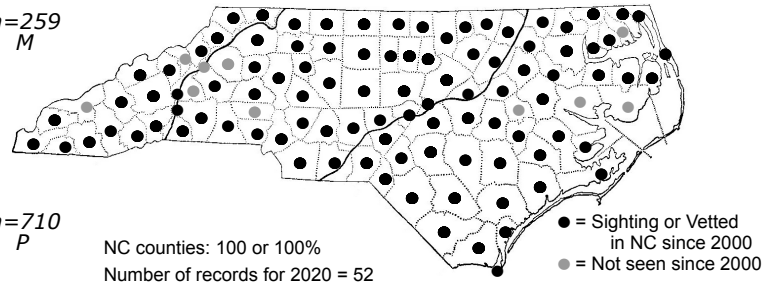 n=259
M
n=710
P
NC counties: 100 or 100%
Number of records for 2020 = 52
● = Sighting or Vetted
in NC since 2000
● = Not seen since 2000